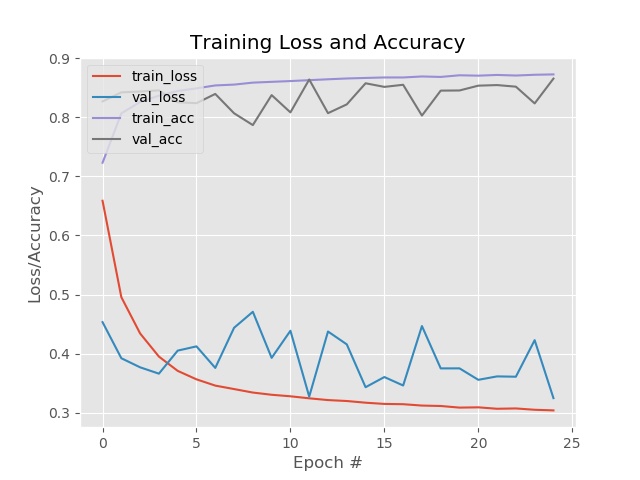 Training Loss and Accuracy
train_loss
val_loss
train_acc
val_acc
Loss/Accuracy
0.9
0.8
0.7
0.6
0.5
0.4
0.3
0 5 10 15 20 25
Epoch #